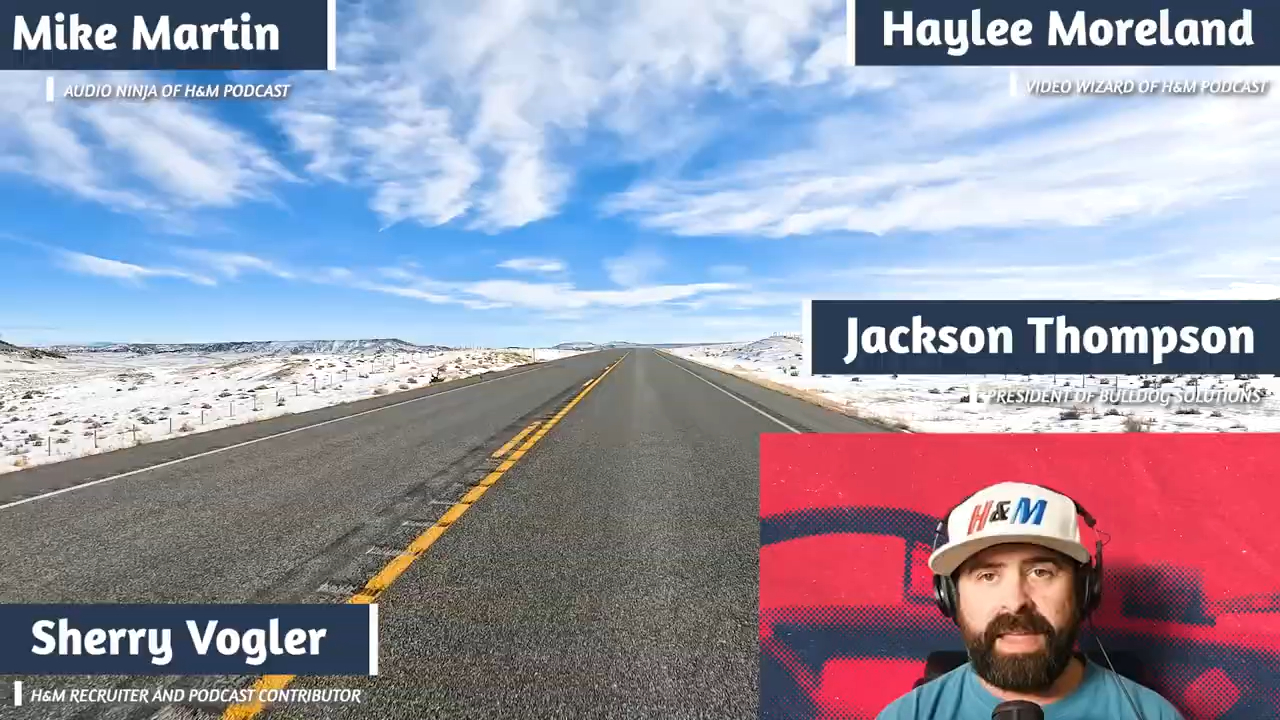 Mike Martin
AUDIO NINJA OF H&M PODCAST
Haylee Moreland
VIDEO WIZARD OF H&M PODCAST
Jackson Thompson
PRESIDENT OF BULLDOG SOLUTIONS
H&M
Sherry Vogler
H&M RECRUITER AND PODCAST CONTRIBUTOR